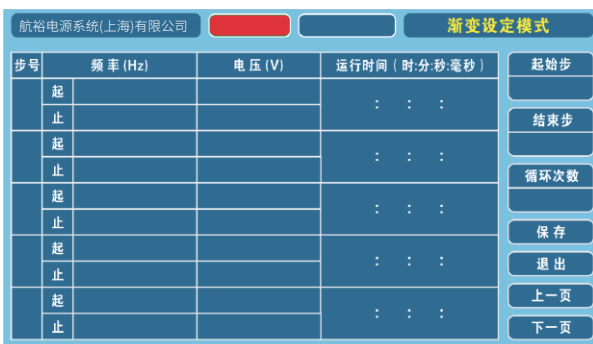 航裕电源系统(上海)有限公司 渐变设定模式
步号 频率(Hz) 电压(V) 运行时间(时:分:秒:毫秒) 起始步
起
: : :
止
结束步
起
: : :
止
循环次数
起
: : :
止
保存
起
退出
: : :
止
起
上一页
: : :
止
下一页